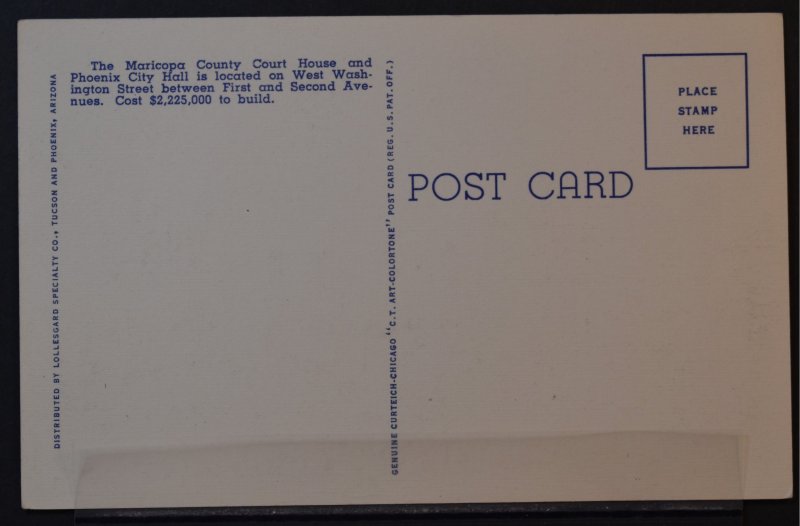 The Maricopa County Court House and
Phoenix City Hall is located on West Wash-
ington Street between First and Second Ave-
nues. Cost $2,225,000 to build.
DISTRIBUTED BY LOLLESGARD SPECIALTY CO., TUCSON AND PHOENIX, ARIZONA
GENUINE CURTEICH-CHICAGO "C.T. ART-COLORTONE" POST CARD (REG. U.S. PAT. OFF.)
POST CARD
PLACE
STAMP
HERE